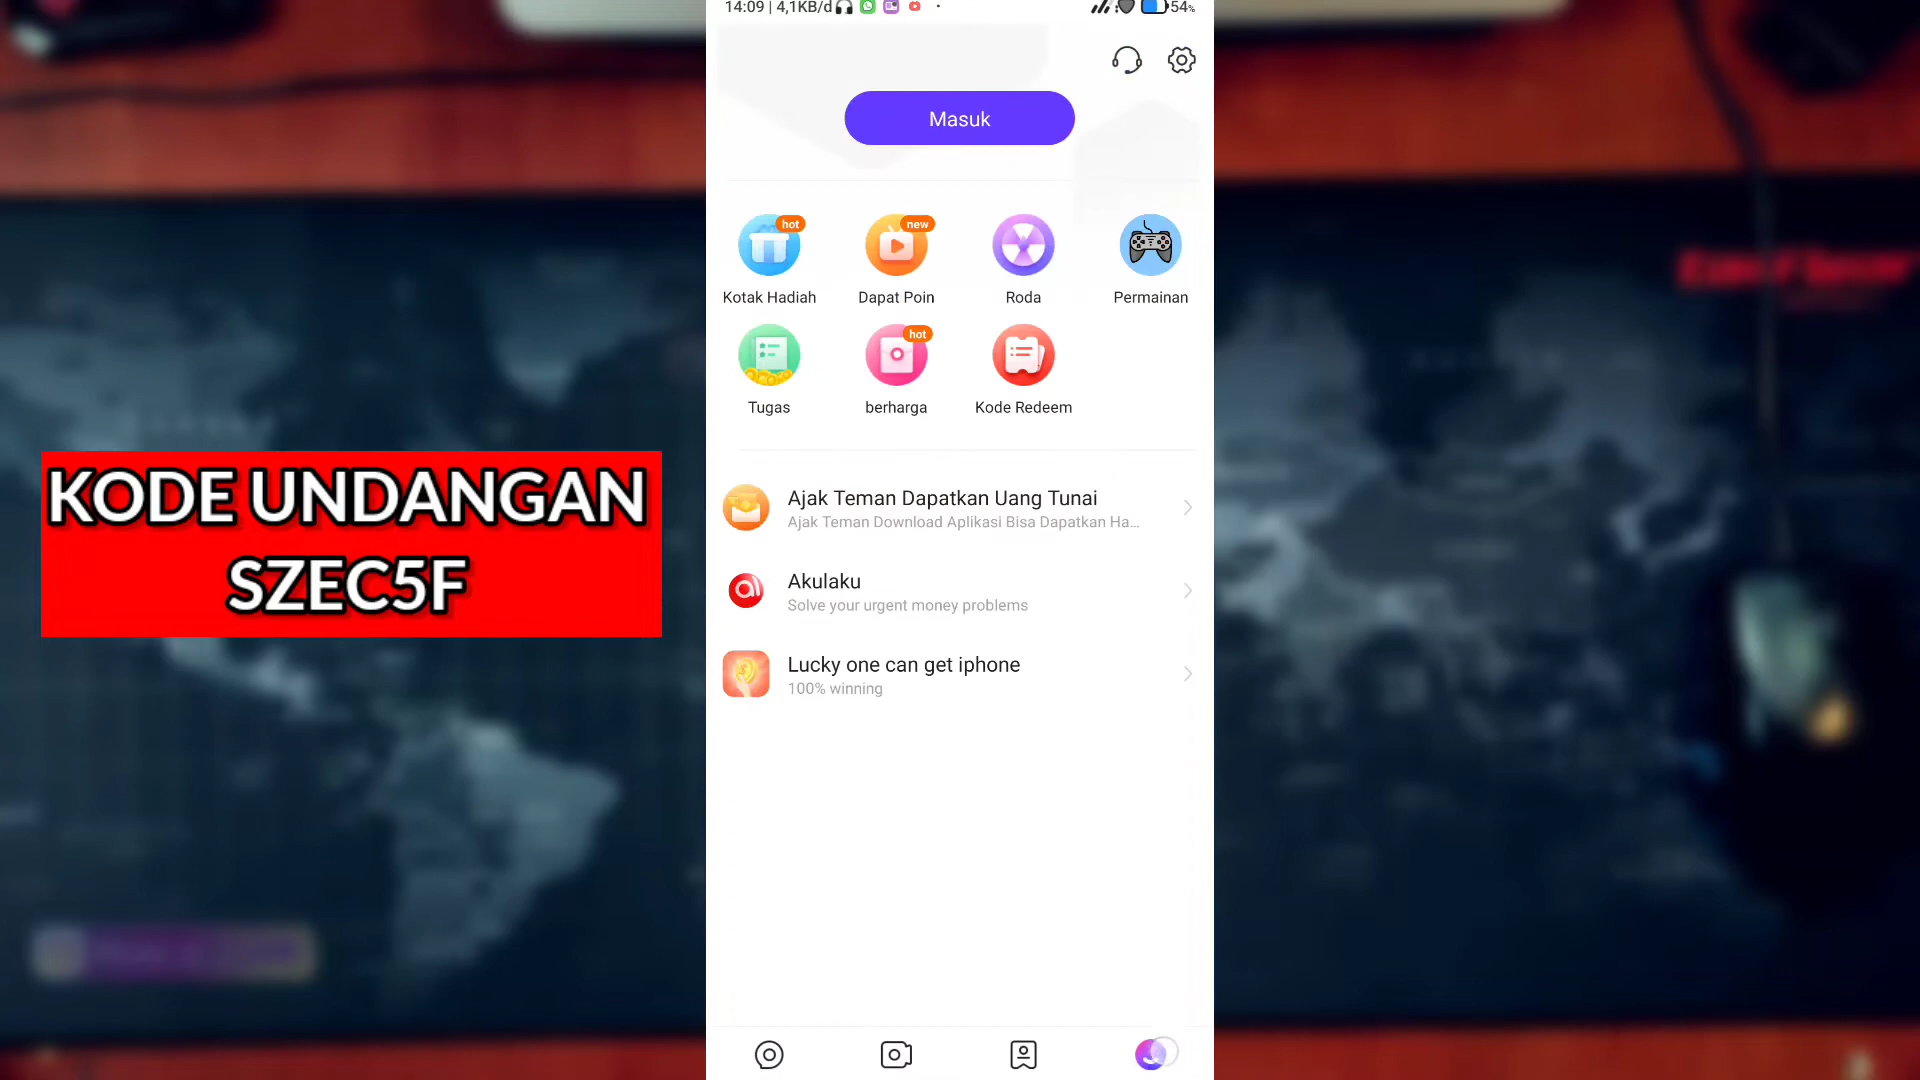 14:09 | 4,1KB/d
54%
Masuk
hot
new
Kotak Hadiah
Dapat Poin
Roda
Permainan
hot
Tugas
berharga
Kode Redeem
KODE UNDANGAN
SZEC5F
Ajak Teman Dapatkan Uang Tunai
Ajak Teman Download Aplikasi Bisa Dapatkan Ha...
Akulaku
Solve your urgent money problems
Lucky one can get iphone
100% winning